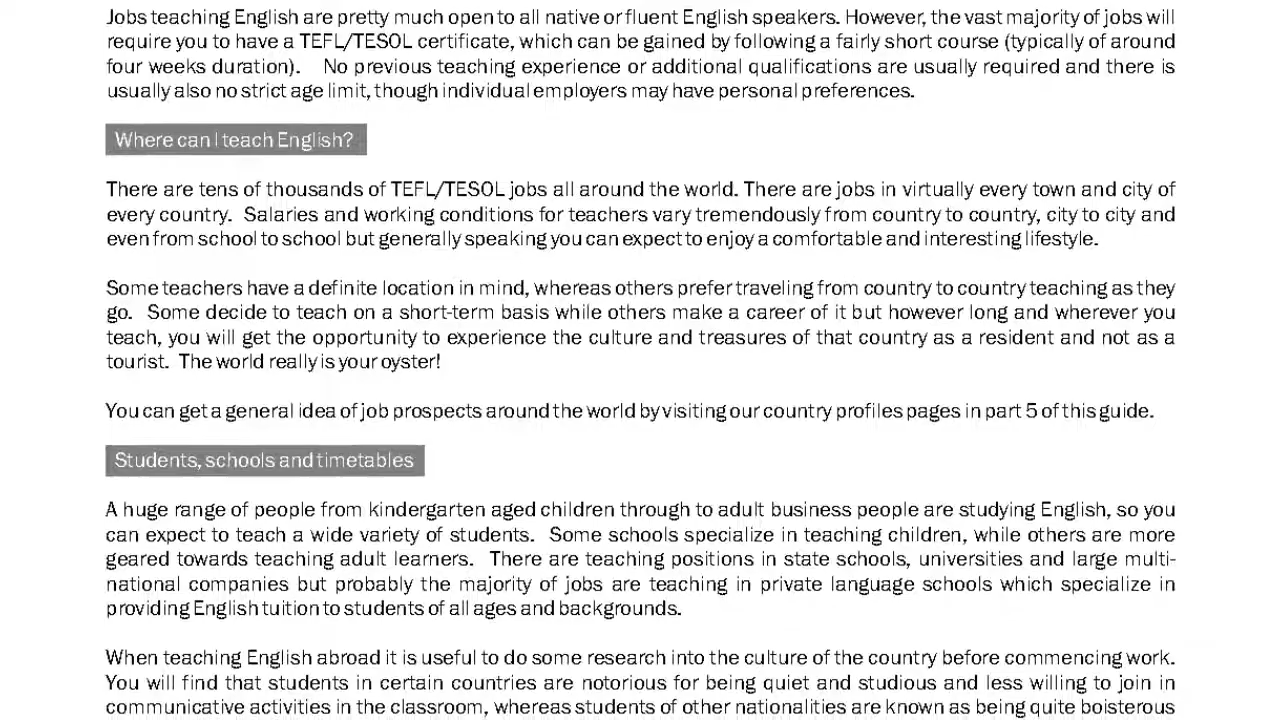 Jobs teaching English are pretty much open to all native or fluent English speakers. However, the vast majority of jobs will
require you to have a TEFL/TESOL certificate, which can be gained by following a fairly short course (typically of around
four weeks duration). No previous teaching experience or additional qualifications are usually required and there is
usually also no strict age limit, though individual employers may have personal preferences.
Where can I teach English?
There are tens of thousands of TEFL/TESOL jobs all around the world. There are jobs in virtually every town and city of
every country. Salaries and working conditions for teachers vary tremendously from country to country, city to city and
even from school to school but generally speaking you can expect to enjoy a comfortable and interesting lifestyle.
Some teachers have a definite location in mind, whereas others prefer traveling from country to country teaching as they
go. Some decide to teach on a short-term basis while others make a career of it but however long and wherever you
teach, you will get the opportunity to experience the culture and treasures of that country as a resident and not as a
tourist. The world really is your oyster!
You can get a general idea of job prospects around the world by visiting our country profiles pages in part 5 of this guide.
Students, schools and timetables
A huge range of people from kindergarten aged children through to adult business people are studying English, so you
can expect to teach a wide variety of students. Some schools specialize in teaching children, while others are more
geared towards teaching adult learners. There are teaching positions in state schools, universities and large multi-
national companies but probably the majority of jobs are teaching in private language schools which specialize in
providing English tuition to students of all ages and backgrounds.
When teaching English abroad it is useful to do some research into the culture of the country before commencing work.
You will find that students in certain countries are notorious for being quiet and studious and less willing to join in
communicative activities in the classroom, whereas students of other nationalities are known as being quite boisterous